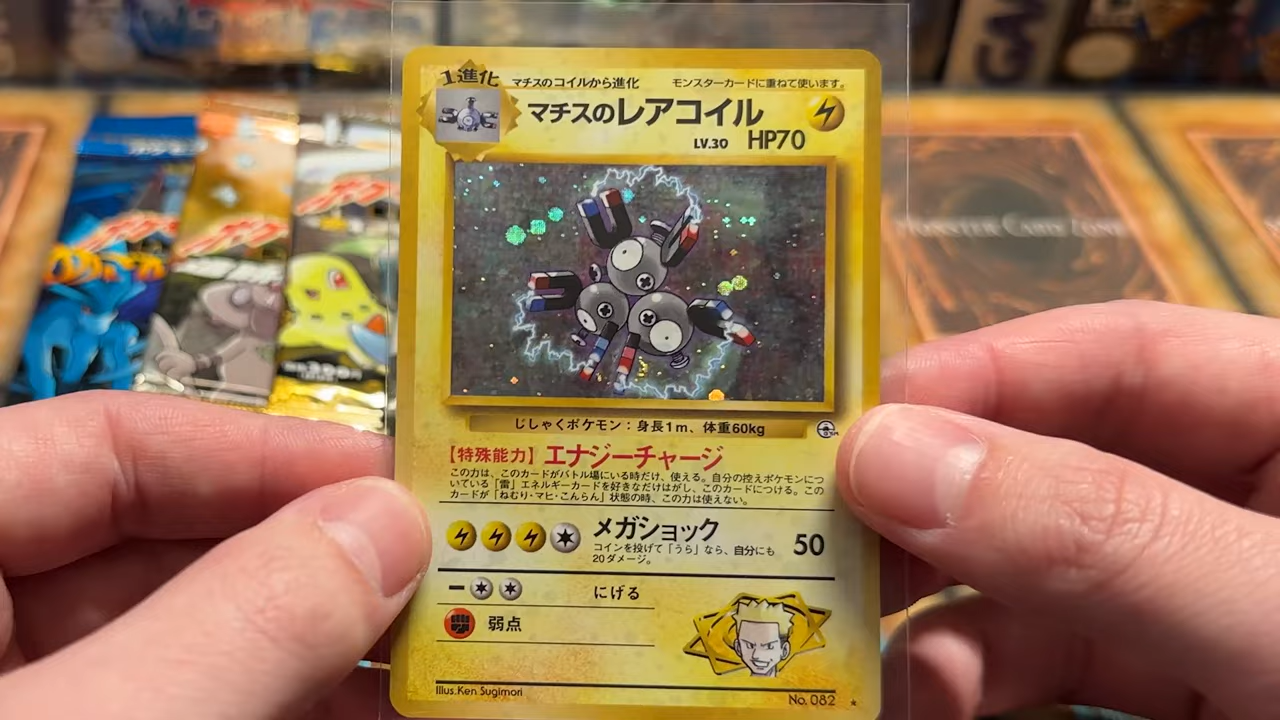 1進化
マチスのコイルから進化
モンスターカードに重ねて使います。
マチスのレアコイル
LV.30 HP70
じしゃくポケモン：身長1m、体重60kg
【特殊能力】エナジーチャージ
この力は、このカードがバトル場にいる時だけ、使える。自分の控えポケモンにつ
いている「雷」エネルギーカードを好きなだけはがし、このカードにつける。この
カードが「ねむり・マヒ・こんらん」状態の時、この力は使えない。
メガショック
50
コインを投げて「うら」なら、自分にも
20ダメージ。
にげる
弱点
Illus.Ken Sugimori
No. 082
MONSTER CARD ZONE